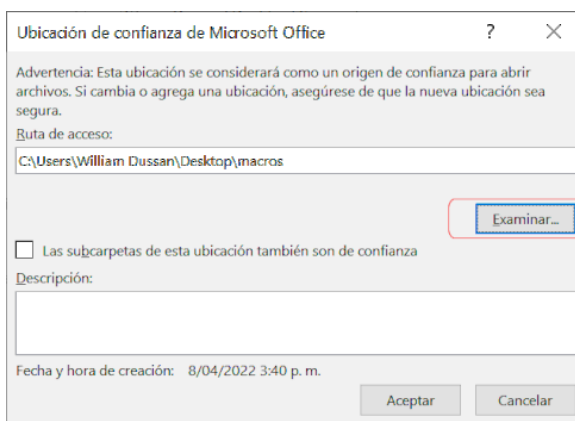 Ubicación de confianza de Microsoft Office ?
Advertencia: Esta ubicación se considerará como un origen de confianza para abrir
archivos. Si cambia o agrega una ubicación, asegúrese de que la nueva ubicación sea
segura.
Ruta de acceso:
C:\Users\William Dussan\Desktop\macros
Examinar...
Las subcarpetas de esta ubicación también son de confianza
Descripción:
Fecha y hora de creación: 8/04/2022 3:40 p. m.
Aceptar Cancelar